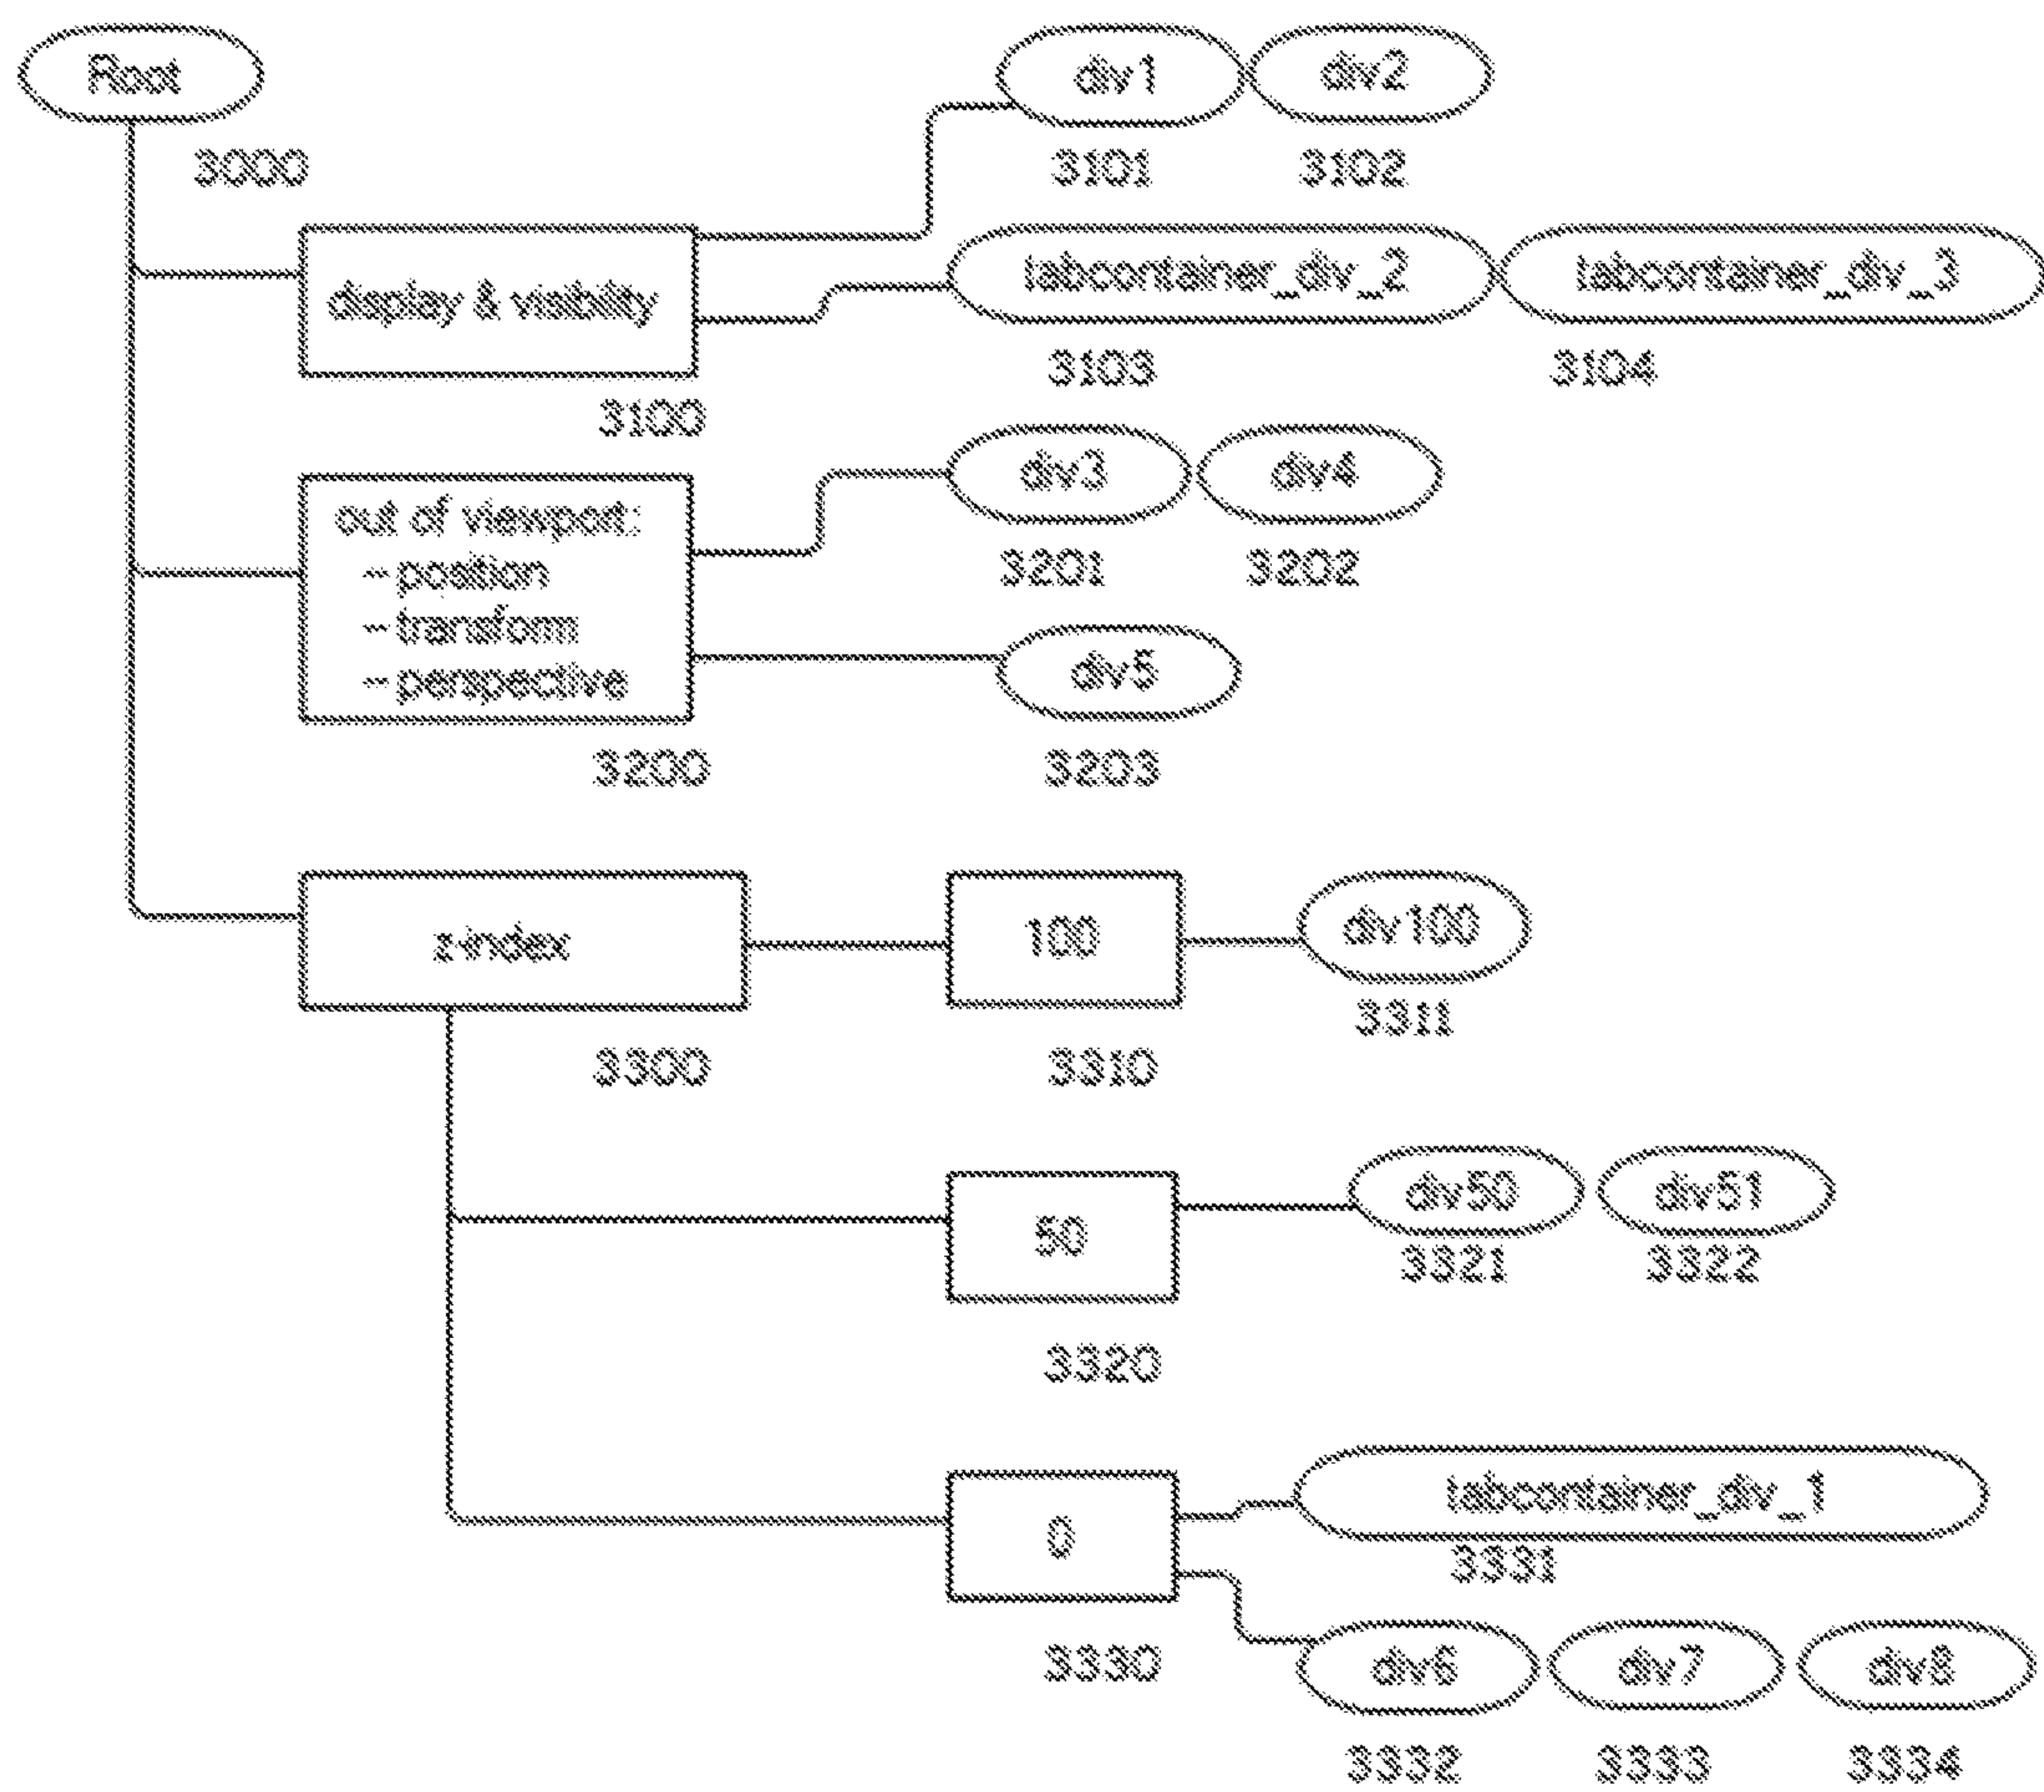 Root
3000
div1
3101
div2
3102
display & visibility
3100
tabcontainer_div_2
3103
tabcontainer_div_3
3104
out of viewport:
- position
- transform
- perspective
3200
div3
3201
div4
3202
div5
3203
z-index
3300
100
3310
div100
3311
50
3320
div50
3321
div51
3322
0
3330
tabcontainer_div_1
3331
div6
3332
div7
3333
div8
3334